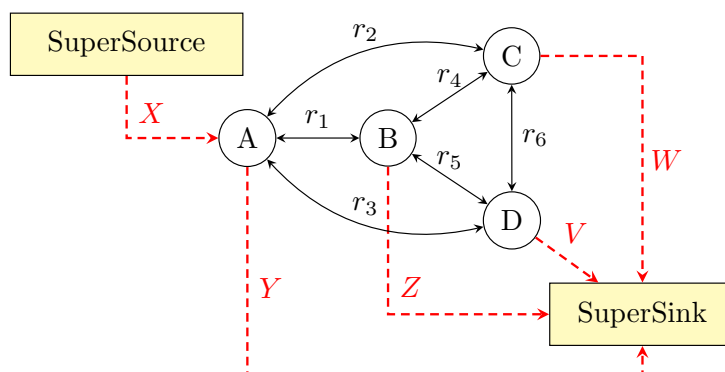 SuperSource
r₂
C
r₄
X
r₁
A
B
r₆
r₅
W
r₃
D
V
Y
Z
SuperSink